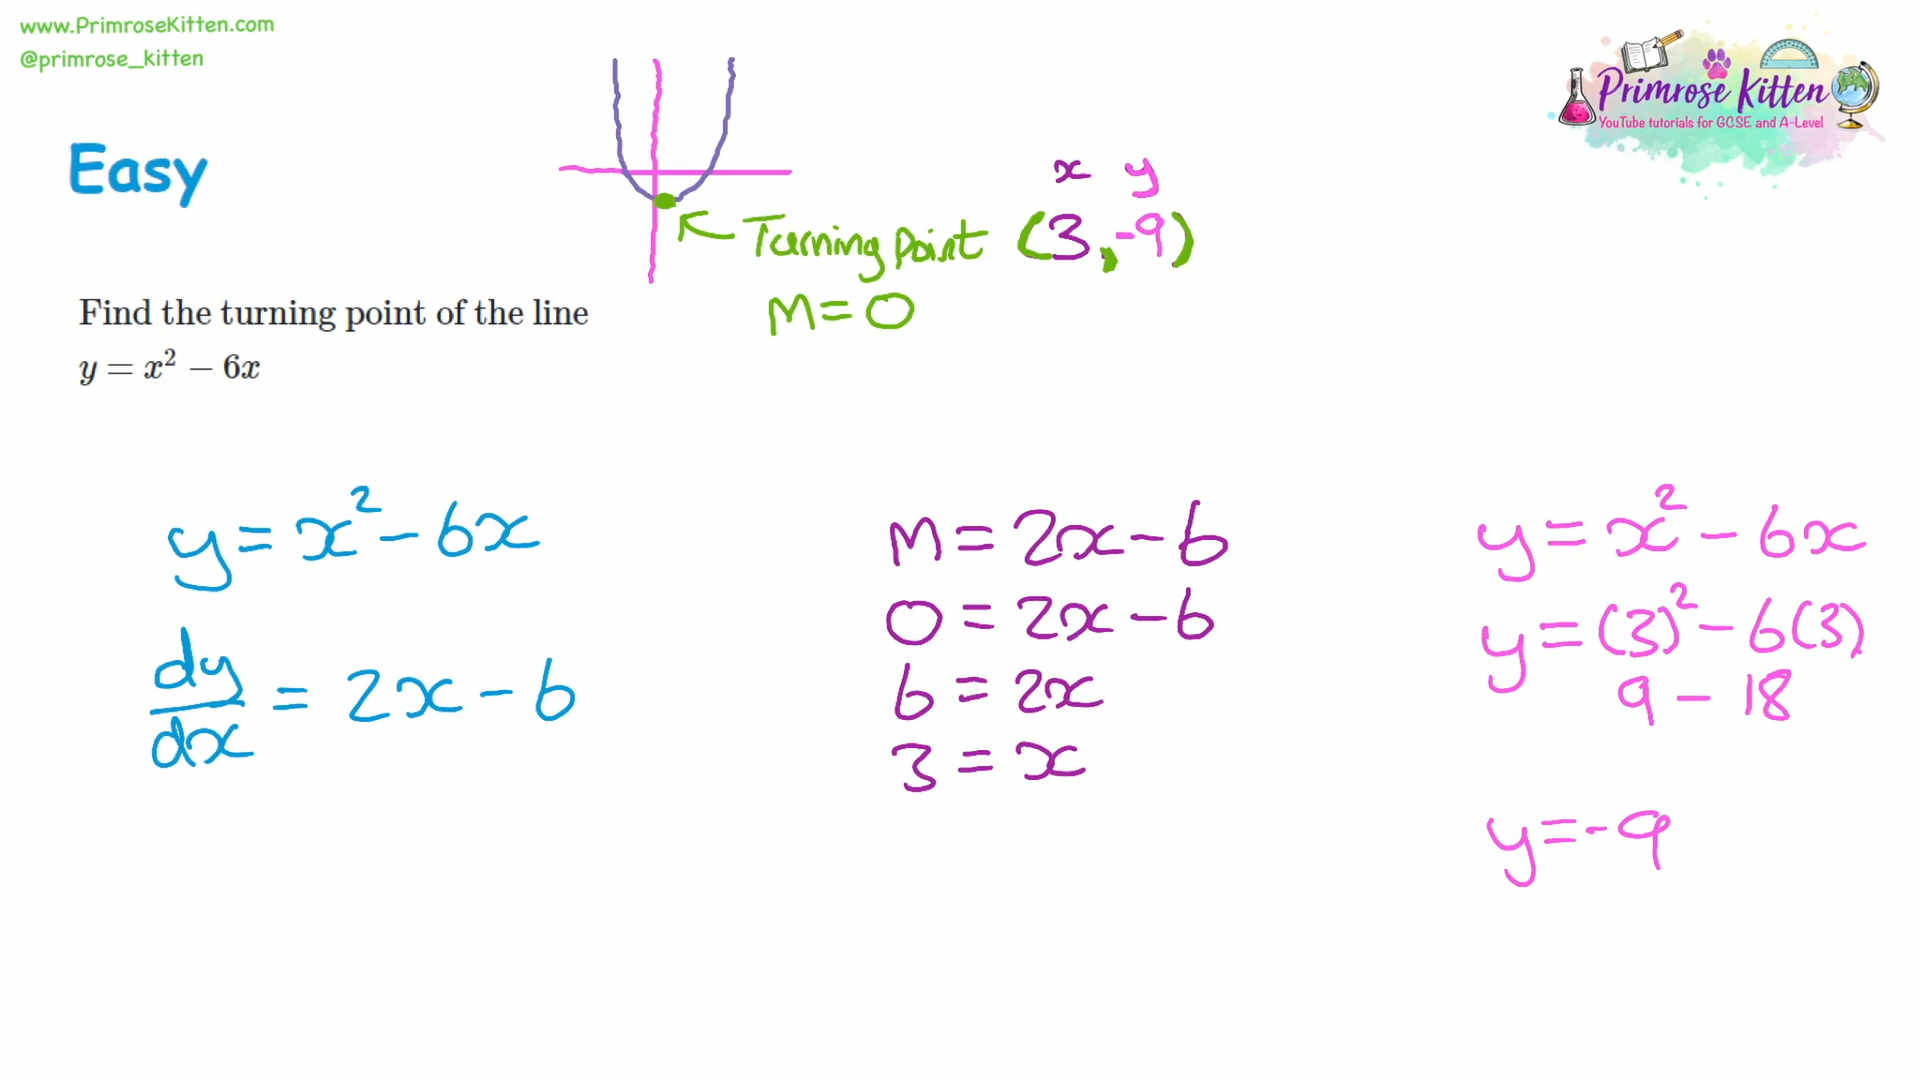 www.PrimroseKitten.com
@primrose_kitten
Primrose Kitten
YouTube tutorials for GCSE and A-Level
Easy
x y
Turning Point (3, -9)
M = 0
Find the turning point of the line
y = x² − 6x
y = x² − 6x
dy/dx = 2x − 6
M = 2x − 6
0 = 2x − 6
6 = 2x
3 = x
y = x² − 6x
y = (3)² − 6(3)
9 − 18
y = -9